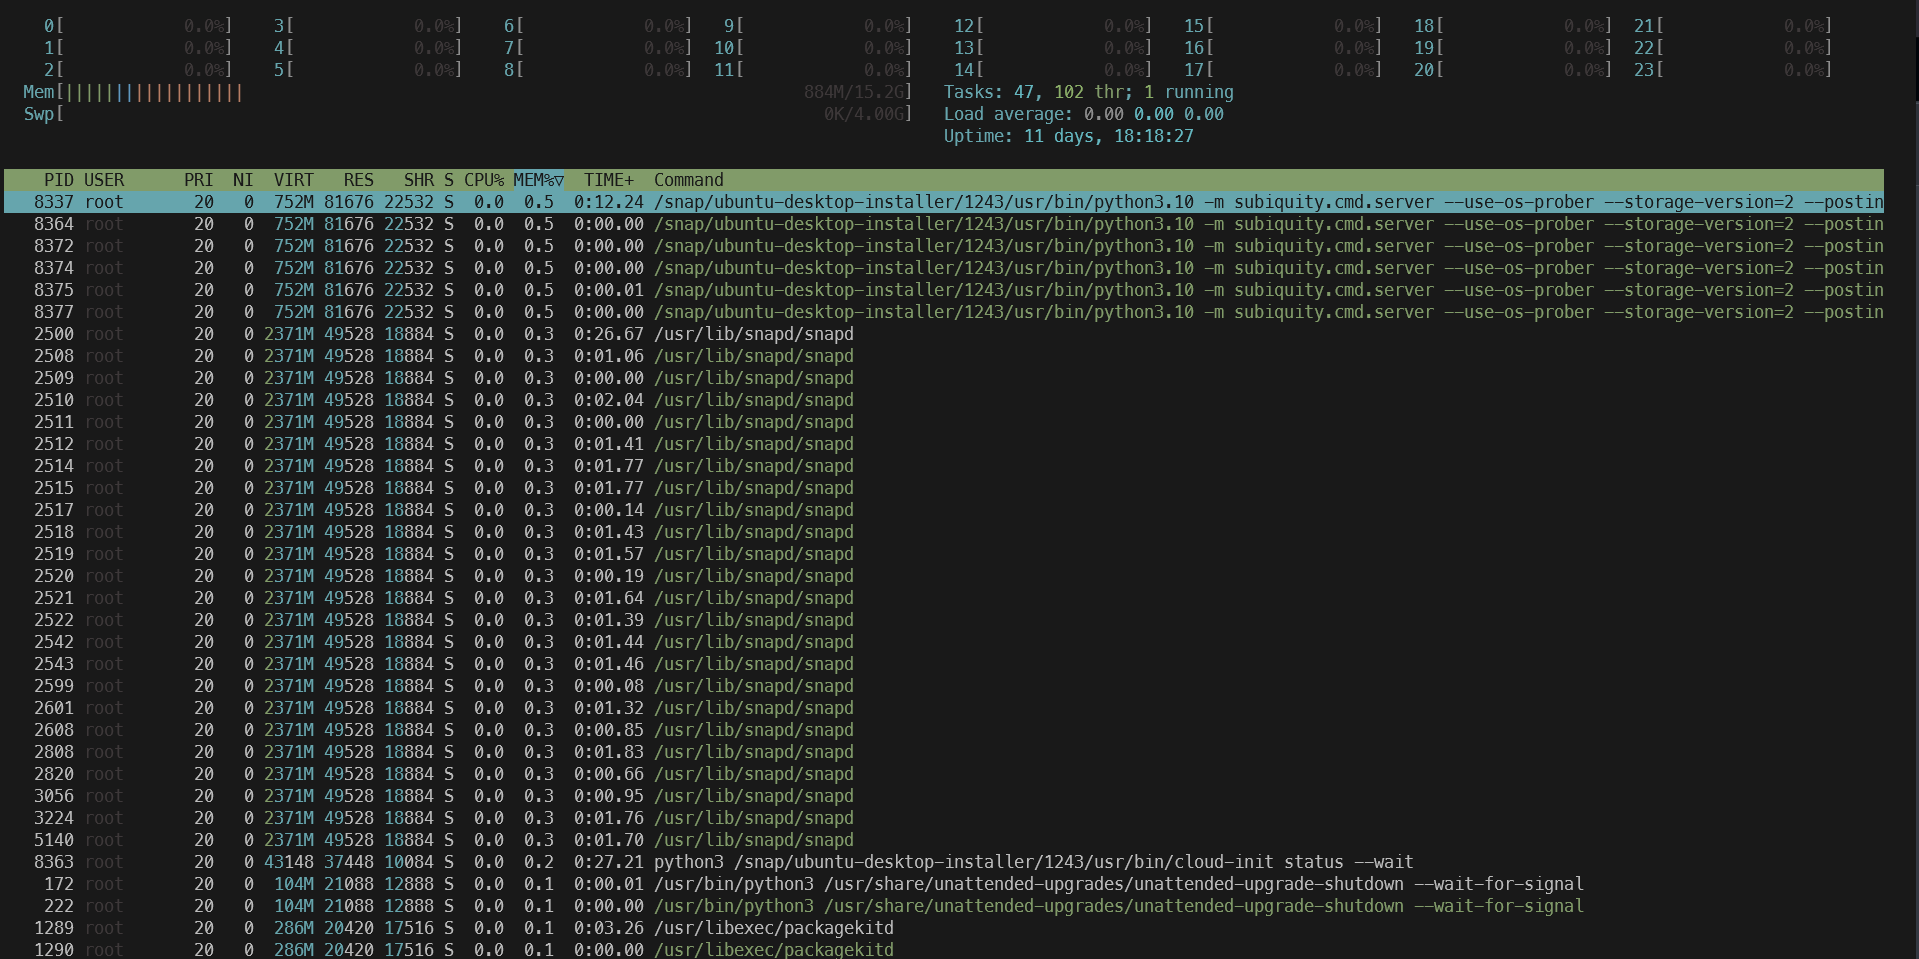 0[ 0.0%] 3[ 0.0%] 6[ 0.0%] 9[ 0.0%] 12[ 0.0%] 15[ 0.0%] 18[ 0.0%] 21[ 0.0%]
1[ 0.0%] 4[ 0.0%] 7[ 0.0%] 10[ 0.0%] 13[ 0.0%] 16[ 0.0%] 19[ 0.0%] 22[ 0.0%]
2[ 0.0%] 5[ 0.0%] 8[ 0.0%] 11[ 0.0%] 14[ 0.0%] 17[ 0.0%] 20[ 0.0%] 23[ 0.0%]
Mem[|||||||||||||||||| 884M/15.2G] Tasks: 47, 102 thr; 1 running
Swp[ 0K/4.00G] Load average: 0.00 0.00 0.00
Uptime: 11 days, 18:18:27
PID USER PRI NI VIRT RES SHR S CPU% MEM%▽ TIME+ Command
8337 root 20 0 752M 81676 22532 S 0.0 0.5 0:12.24 /snap/ubuntu-desktop-installer/1243/usr/bin/python3.10 -m subiquity.cmd.server --use-os-prober --storage-version=2 --postin
8364 root 20 0 752M 81676 22532 S 0.0 0.5 0:00.00 /snap/ubuntu-desktop-installer/1243/usr/bin/python3.10 -m subiquity.cmd.server --use-os-prober --storage-version=2 --postin
8372 root 20 0 752M 81676 22532 S 0.0 0.5 0:00.00 /snap/ubuntu-desktop-installer/1243/usr/bin/python3.10 -m subiquity.cmd.server --use-os-prober --storage-version=2 --postin
8374 root 20 0 752M 81676 22532 S 0.0 0.5 0:00.00 /snap/ubuntu-desktop-installer/1243/usr/bin/python3.10 -m subiquity.cmd.server --use-os-prober --storage-version=2 --postin
8375 root 20 0 752M 81676 22532 S 0.0 0.5 0:00.01 /snap/ubuntu-desktop-installer/1243/usr/bin/python3.10 -m subiquity.cmd.server --use-os-prober --storage-version=2 --postin
8377 root 20 0 752M 81676 22532 S 0.0 0.5 0:00.00 /snap/ubuntu-desktop-installer/1243/usr/bin/python3.10 -m subiquity.cmd.server --use-os-prober --storage-version=2 --postin
2500 root 20 0 2371M 49528 18884 S 0.0 0.3 0:26.67 /usr/lib/snapd/snapd
2508 root 20 0 2371M 49528 18884 S 0.0 0.3 0:01.06 /usr/lib/snapd/snapd
2509 root 20 0 2371M 49528 18884 S 0.0 0.3 0:00.00 /usr/lib/snapd/snapd
2510 root 20 0 2371M 49528 18884 S 0.0 0.3 0:02.04 /usr/lib/snapd/snapd
2511 root 20 0 2371M 49528 18884 S 0.0 0.3 0:00.00 /usr/lib/snapd/snapd
2512 root 20 0 2371M 49528 18884 S 0.0 0.3 0:01.41 /usr/lib/snapd/snapd
2514 root 20 0 2371M 49528 18884 S 0.0 0.3 0:01.77 /usr/lib/snapd/snapd
2515 root 20 0 2371M 49528 18884 S 0.0 0.3 0:01.77 /usr/lib/snapd/snapd
2517 root 20 0 2371M 49528 18884 S 0.0 0.3 0:00.14 /usr/lib/snapd/snapd
2518 root 20 0 2371M 49528 18884 S 0.0 0.3 0:01.43 /usr/lib/snapd/snapd
2519 root 20 0 2371M 49528 18884 S 0.0 0.3 0:01.57 /usr/lib/snapd/snapd
2520 root 20 0 2371M 49528 18884 S 0.0 0.3 0:00.19 /usr/lib/snapd/snapd
2521 root 20 0 2371M 49528 18884 S 0.0 0.3 0:01.64 /usr/lib/snapd/snapd
2522 root 20 0 2371M 49528 18884 S 0.0 0.3 0:01.39 /usr/lib/snapd/snapd
2542 root 20 0 2371M 49528 18884 S 0.0 0.3 0:01.44 /usr/lib/snapd/snapd
2543 root 20 0 2371M 49528 18884 S 0.0 0.3 0:01.46 /usr/lib/snapd/snapd
2599 root 20 0 2371M 49528 18884 S 0.0 0.3 0:00.08 /usr/lib/snapd/snapd
2601 root 20 0 2371M 49528 18884 S 0.0 0.3 0:01.32 /usr/lib/snapd/snapd
2608 root 20 0 2371M 49528 18884 S 0.0 0.3 0:00.85 /usr/lib/snapd/snapd
2808 root 20 0 2371M 49528 18884 S 0.0 0.3 0:01.83 /usr/lib/snapd/snapd
2820 root 20 0 2371M 49528 18884 S 0.0 0.3 0:00.66 /usr/lib/snapd/snapd
3056 root 20 0 2371M 49528 18884 S 0.0 0.3 0:00.95 /usr/lib/snapd/snapd
3224 root 20 0 2371M 49528 18884 S 0.0 0.3 0:01.76 /usr/lib/snapd/snapd
5140 root 20 0 2371M 49528 18884 S 0.0 0.3 0:01.70 /usr/lib/snapd/snapd
8363 root 20 0 43148 37448 10084 S 0.0 0.2 0:27.21 python3 /snap/ubuntu-desktop-installer/1243/usr/bin/cloud-init status --wait
172 root 20 0 104M 21088 12888 S 0.0 0.1 0:00.01 /usr/bin/python3 /usr/share/unattended-upgrades/unattended-upgrade-shutdown --wait-for-signal
222 root 20 0 104M 21088 12888 S 0.0 0.1 0:00.00 /usr/bin/python3 /usr/share/unattended-upgrades/unattended-upgrade-shutdown --wait-for-signal
1289 root 20 0 286M 20420 17516 S 0.0 0.1 0:03.26 /usr/libexec/packagekitd
1290 root 20 0 286M 20420 17516 S 0.0 0.1 0:00.00 /usr/libexec/packagekitd